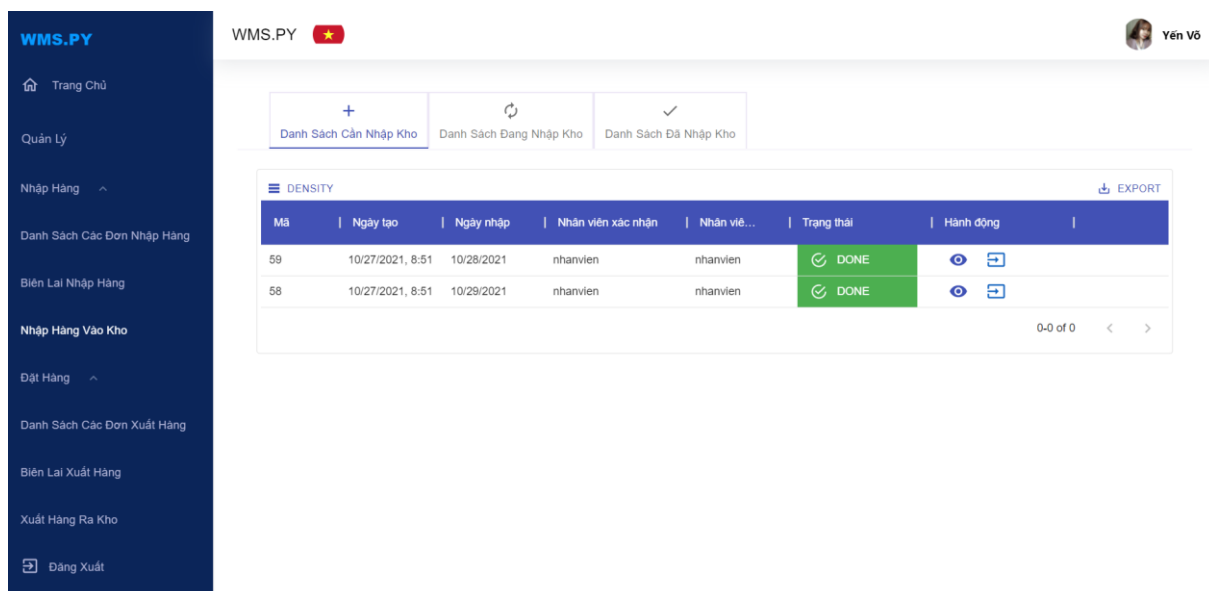 WMS.PY
Trang Chủ
Quản Lý
Nhập Hàng
Danh Sách Các Đơn Nhập Hàng
Biên Lai Nhập Hàng
Nhập Hàng Vào Kho
Đặt Hàng
Danh Sách Các Đơn Xuất Hàng
Biên Lai Xuất Hàng
Xuất Hàng Ra Kho
Đăng Xuất
WMS.PY
Yến Võ
Danh Sách Cần Nhập Kho Danh Sách Đang Nhập Kho Danh Sách Đã Nhập Kho
DENSITY EXPORT
Mã | Ngày tạo | Ngày nhập | Nhân viên xác nhận | Nhân viê... | Trạng thái | Hành động |
59 10/27/2021, 8:51 10/28/2021 nhanvien nhanvien DONE
58 10/27/2021, 8:51 10/29/2021 nhanvien nhanvien DONE
0-0 of 0